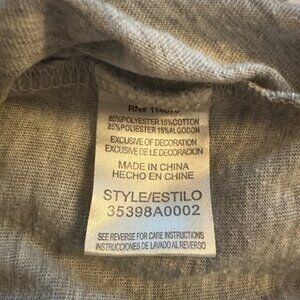 RN#
85%POLYESTER 15%COTTON
85%POLIESTER 15%ALGODON
EXCLUSIVE OF DECORATION
EXCLUSIVE DE LE DECORACION
MADE IN CHINA
HECHO EN CHINE
STYLE/ESTILO
35398A0002
SEE REVERSE FOR CARE INSTRUCTIONS
INSTRUCCIONES DE LAVADO AL REVERSO